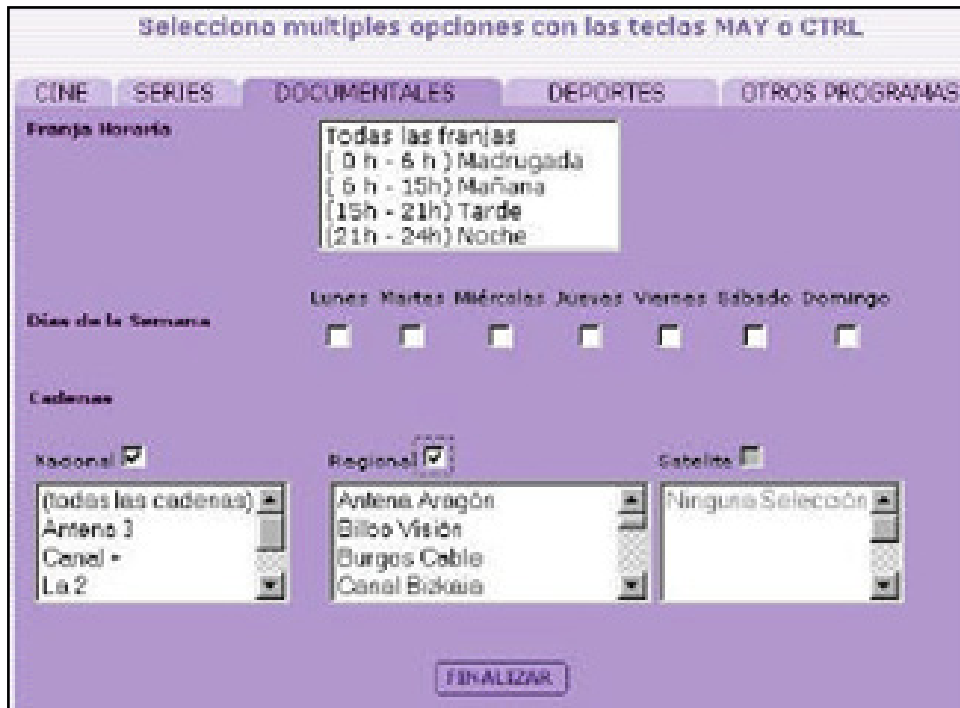 Selecciona multiples opciones con las teclas MAY o CTRL
CINE SERIES DOCUMENTALES DEPORTES OTROS PROGRAMAS
Franja Horaria
Todas las franjas
( 0 h - 6 h ) Madrugada
( 6 h - 15h) Mañana
(15h - 21h) Tarde
(21h - 24h) Noche
Lunes Martes Miércoles Jueves Viernes Sábado Domingo
Días de la Semana
Cadenas
Nacional Regional Satelite
(todas las cadenas) Antena Aragón Ninguna Selección
Antena 3 Bilbo Visión
Canal + Burgos Cable
La 2 Canal Bizkaia
FINALIZAR